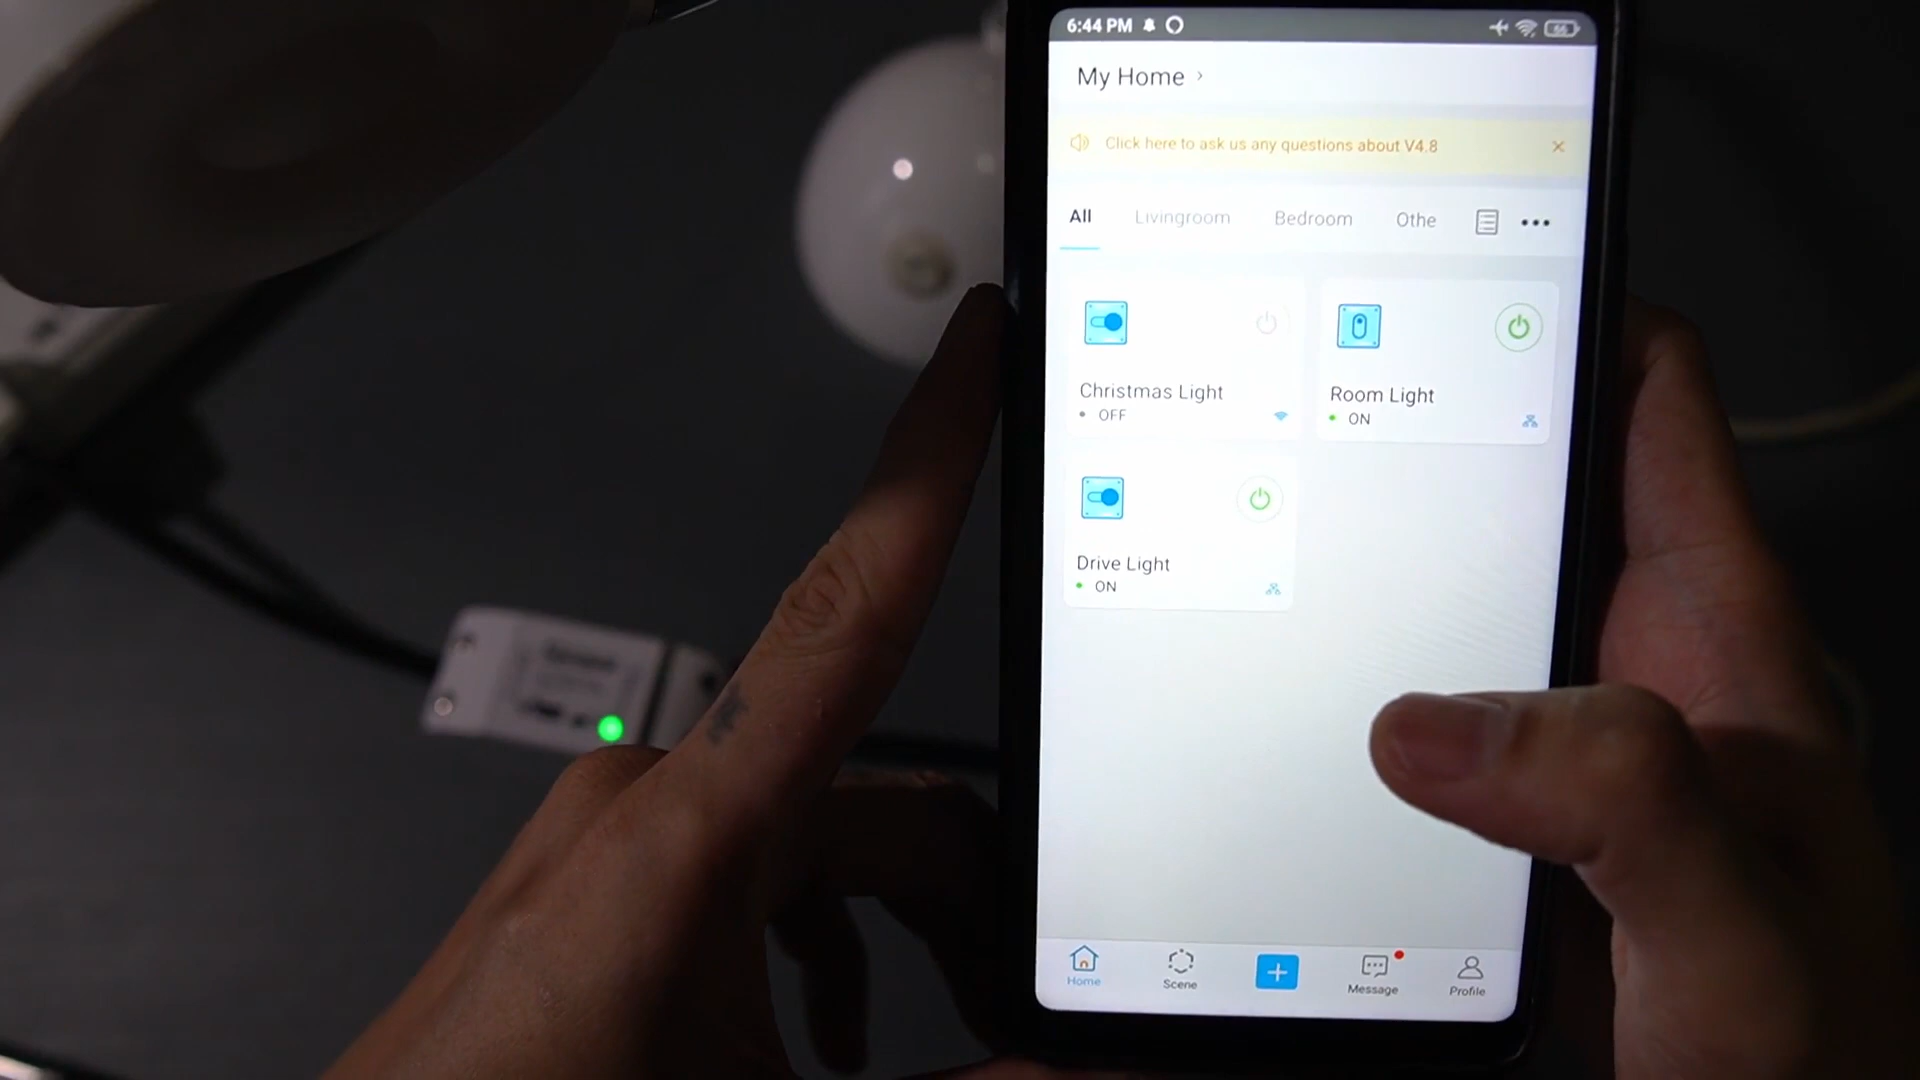 6:44 PM
My Home
Click here to ask us any questions about V4.8
All Livingroom Bedroom Othe
Christmas Light
OFF
Room Light
ON
Drive Light
ON
Home Scene Message Profile